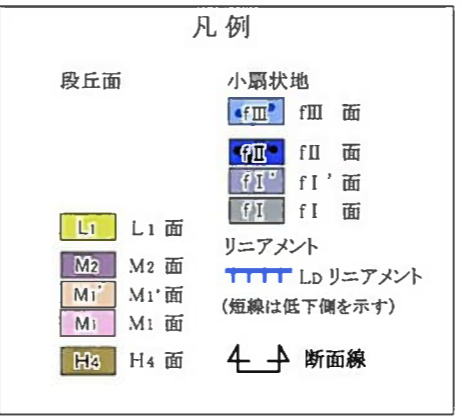 凡 例
段丘面
小扇状地
fⅢ fⅢ 面
fⅡ fⅡ 面
fⅠ' fⅠ' 面
fⅠ fⅠ 面
L1 L1 面
M2 M2 面
M1' M1' 面
M1 M1 面
H4 H4 面
リニアメント
LD リニアメント
(短線は低下側を示す)
断面線